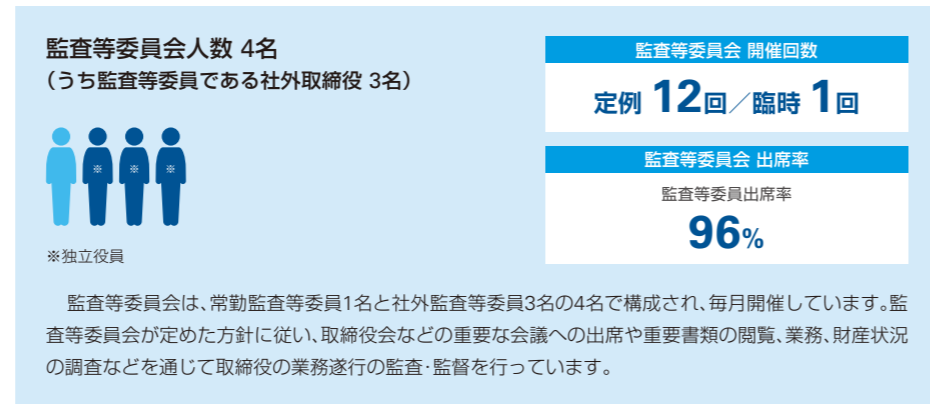 監査等委員会人数 4名
（うち監査等委員である社外取締役 3名）
※ ※ ※
※独立役員
監査等委員会 開催回数
定例 12回／臨時 1回
監査等委員会 出席率
監査等委員出席率
96%
監査等委員会は、常勤監査等委員1名と社外監査等委員3名の4名で構成され、毎月開催しています。監
査等委員会が定めた方針に従い、取締役会などの重要な会議への出席や重要書類の閲覧、業務、財産状況
の調査などを通じて取締役の業務遂行の監査・監督を行っています。